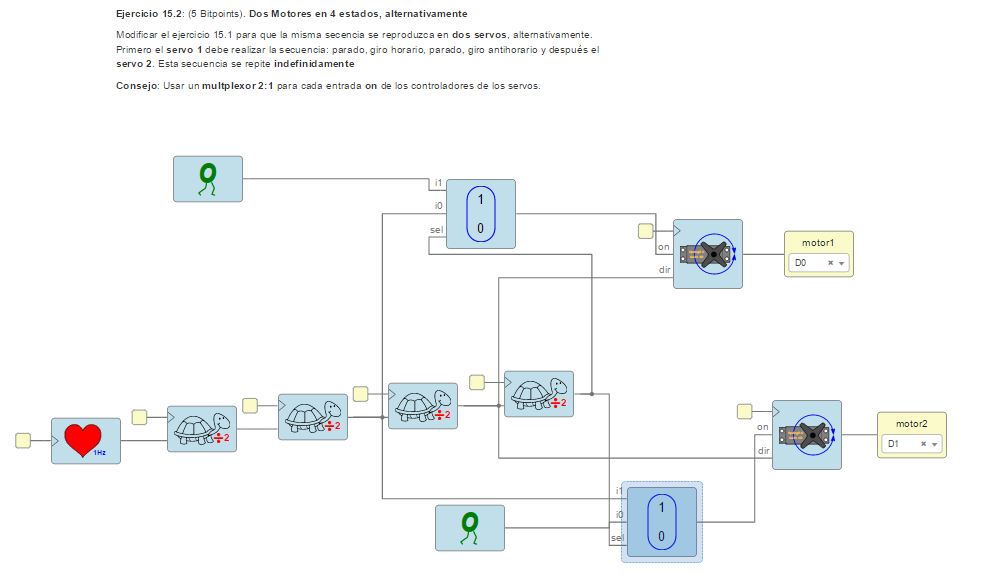 Ejercicio 15.2: (5 Bitpoints). Dos Motores en 4 estados, alternativamente
Modificar el ejercicio 15.1 para que la misma secencia se reproduzca en dos servos, alternativamente.
Primero el servo 1 debe realizar la secuencia: parado, giro horario, parado, giro antihorario y después el
servo 2. Esta secuencia se repite indefinidamente
Consejo: Usar un multplexor 2:1 para cada entrada on de los controladores de los servos.
i1
i0
sel
1
0
on
dir
motor1
D0
÷2
÷2
÷2
÷2
1Hz
on
dir
motor2
D1
i1
i0
sel
1
0